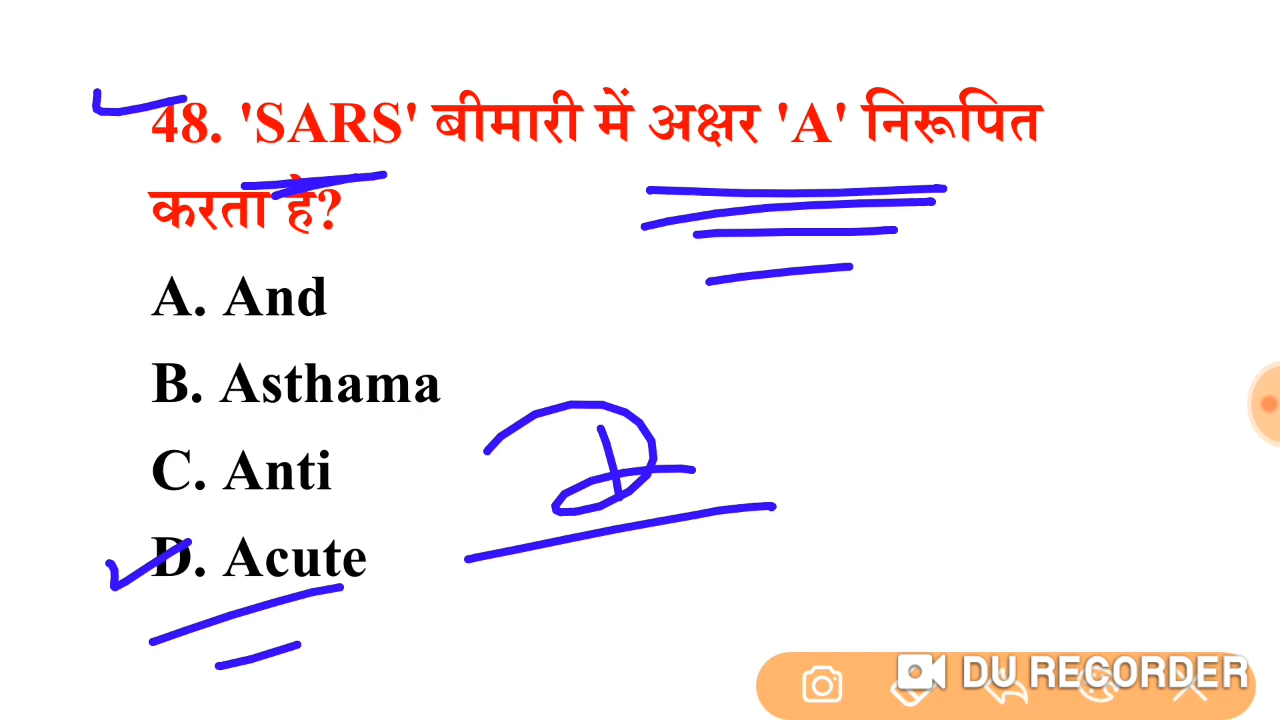 48. 'SARS' बीमारी में अक्षर 'A' निरूपित
करता है?
A. And
B. Asthama
C. Anti
D. Acute
D
DU RECORDER